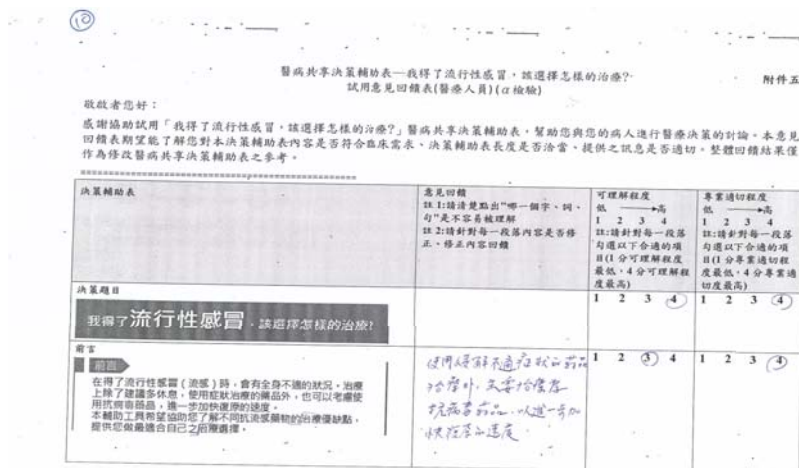 10
醫病共享決策輔助表—我得了流行性感冒，該選擇怎樣的治療?
試用意見回饋表(醫療人員)(α檢驗)
附件五
敬啟者您好：
感謝協助試用「我得了流行性感冒，該選擇怎樣的治療?」醫病共享決策輔助表，幫助您與您的病人進行醫療決策的討論。本意見
回饋表期望能了解您對本決策輔助表內容是否符合臨床需求、決策輔助表長度是否洽當、提供之訊息是否適切。整體回饋結果僅
作為修改醫病共享決策輔助表之參考。
決策輔助表
意見回饋
註1:請清楚點出"哪一個字、詞、
句"是不容易被理解
註2:請針對每一段落內容是否修
正、修正內容回饋
可理解程度
低 → 高
1 2 3 4
註:請針對每一段落
勾選以下合適的項
目(1分可理解程度
最低，4分可理解程
度最高)
專業適切程度
低 → 高
1 2 3 4
註:請針對每一段落
勾選以下合適的項
目(1分專業適切程
度最低，4分專業適
切度最高)
決策題目
我得了流行性感冒，該選擇怎樣的治療?
1 2 3 4
1 2 3 4
前言
前言
在得了流行性感冒（流感）時，會有全身不適的狀況。治療
上除了建議多休息，使用症狀治療的藥品外，也可以考慮使
用抗病毒藥品，進一步加快復原的速度。
本輔助工具希望協助您了解不同抗流感藥物的治療優缺點，
提供您做最適合自己之治療選擇。
使用緩解不適症狀的藥品
治療外，
抗病毒藥品，以進一步加
快復原的速度
1 2 3 4
1 2 3 4